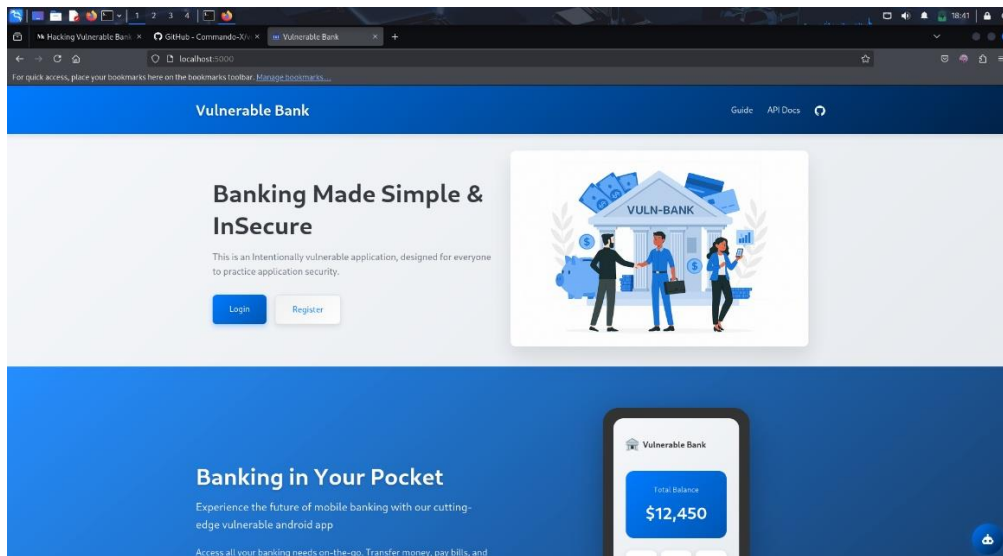 1 2 3 4
18:41
Hacking Vulnerable Bank
GitHub - Commando-X/v
Vulnerable Bank
localhost:5000
For quick access, place your bookmarks here on the bookmarks toolbar. Manage bookmarks...
Vulnerable Bank
Guide
API Docs
Banking Made Simple &
InSecure
This is an Intentionally vulnerable application, designed for everyone
to practice application security.
Login
Register
VULN-BANK
Vulnerable Bank
Total Balance
$12,450
Banking in Your Pocket
Experience the future of mobile banking with our cutting-
edge vulnerable android app
Access all your banking needs on-the-go. Transfer money, pay bills, and